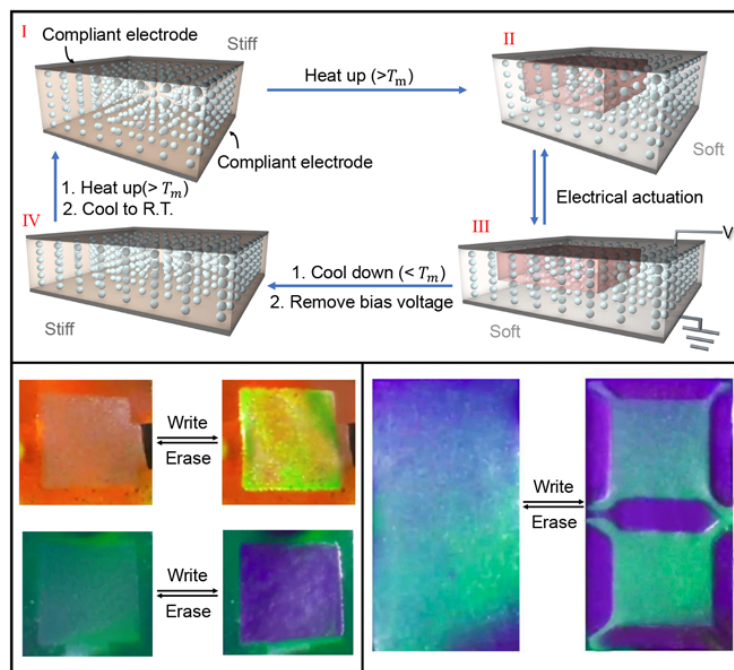 I
Compliant electrode
Stiff
Heat up (>Tm)
II
Compliant electrode
Soft
1. Heat up(> Tm)
2. Cool to R.T.
Electrical actuation
IV
III
V
1. Cool down (< Tm)
2. Remove bias voltage
Stiff
Soft
Write
Erase
Write
Erase
Write
Erase